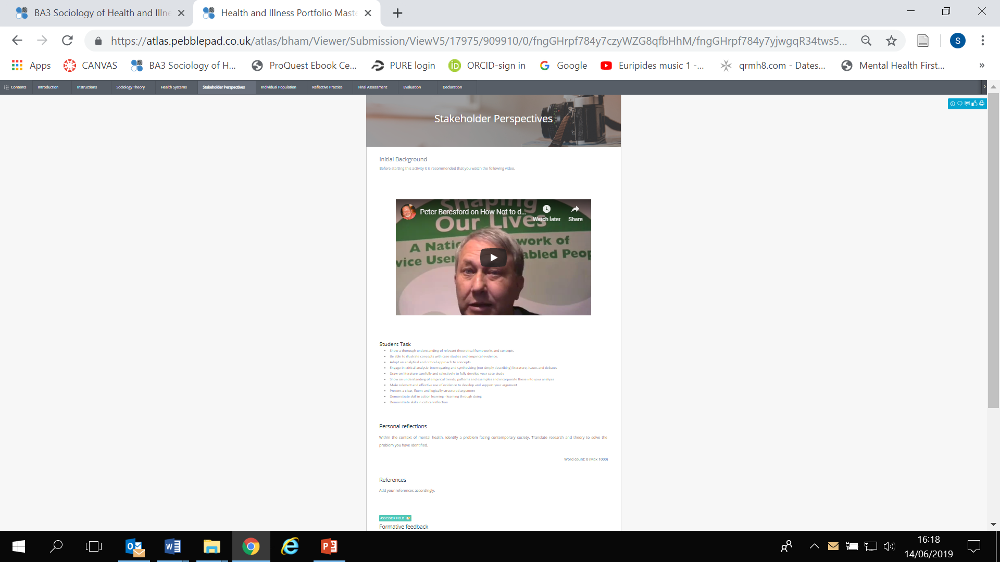 BA3 Sociology of Health and Illne
Health and Illness Portfolio Maste
https://atlas.pebblepad.co.uk/atlas/bham/Viewer/Submission/ViewV5/17975/909910/0/fngGHrpf784y7czyWZG8qfbHhM/fngGHrpf784y7yjwgqR34tws5...
S
Apps CANVAS BA3 Sociology of H... ProQuest Ebook Ce... PURE login iD ORCID-sign in Google Euripides music 1 -... qrmh8.com - Dates... Mental Health First... »
Contents Introduction Instructions Sociology Theory Health Systems Stakeholder Perspectives Individual Population Reflective Practice Final Assessment Evaluation Declaration
Stakeholder Perspectives
Initial Background
Before starting this activity it is recommended that you watch the following video.
Peter Beresford on How Not to d...
Watch later Share
Shaping
Our Lives
A Natio work of
vice User abled Peop
Student Task
• Show a thorough understanding of relevant theoretical frameworks and concepts
• Be able to illustrate concepts with case studies and empirical evidence.
• Adopt an analytical and critical approach to concepts
• Engage in critical analysis: interrogating and synthesizing (not simply describing) literature, issues and debates
• Draw on literature carefully and selectively to fully develop your case study
• Show an understanding of empirical trends, patterns and examples and incorporate these into your analysis
• Make relevant and effective use of evidence to develop and support your argument
• Present a clear, fluent and logically structured argument
• Demonstrate skill in action learning - learning through doing
• Demonstrate skills in critical reflection
Personal reflections
Within the context of mental health, identify a problem facing contemporary society. Translate research and theory to solve the
problem you have identified.
Word count: 0 (Max 1000)
References
Add your references accordingly.
ASSESSOR FIELD
Formative feedback
16:18
14/06/2019